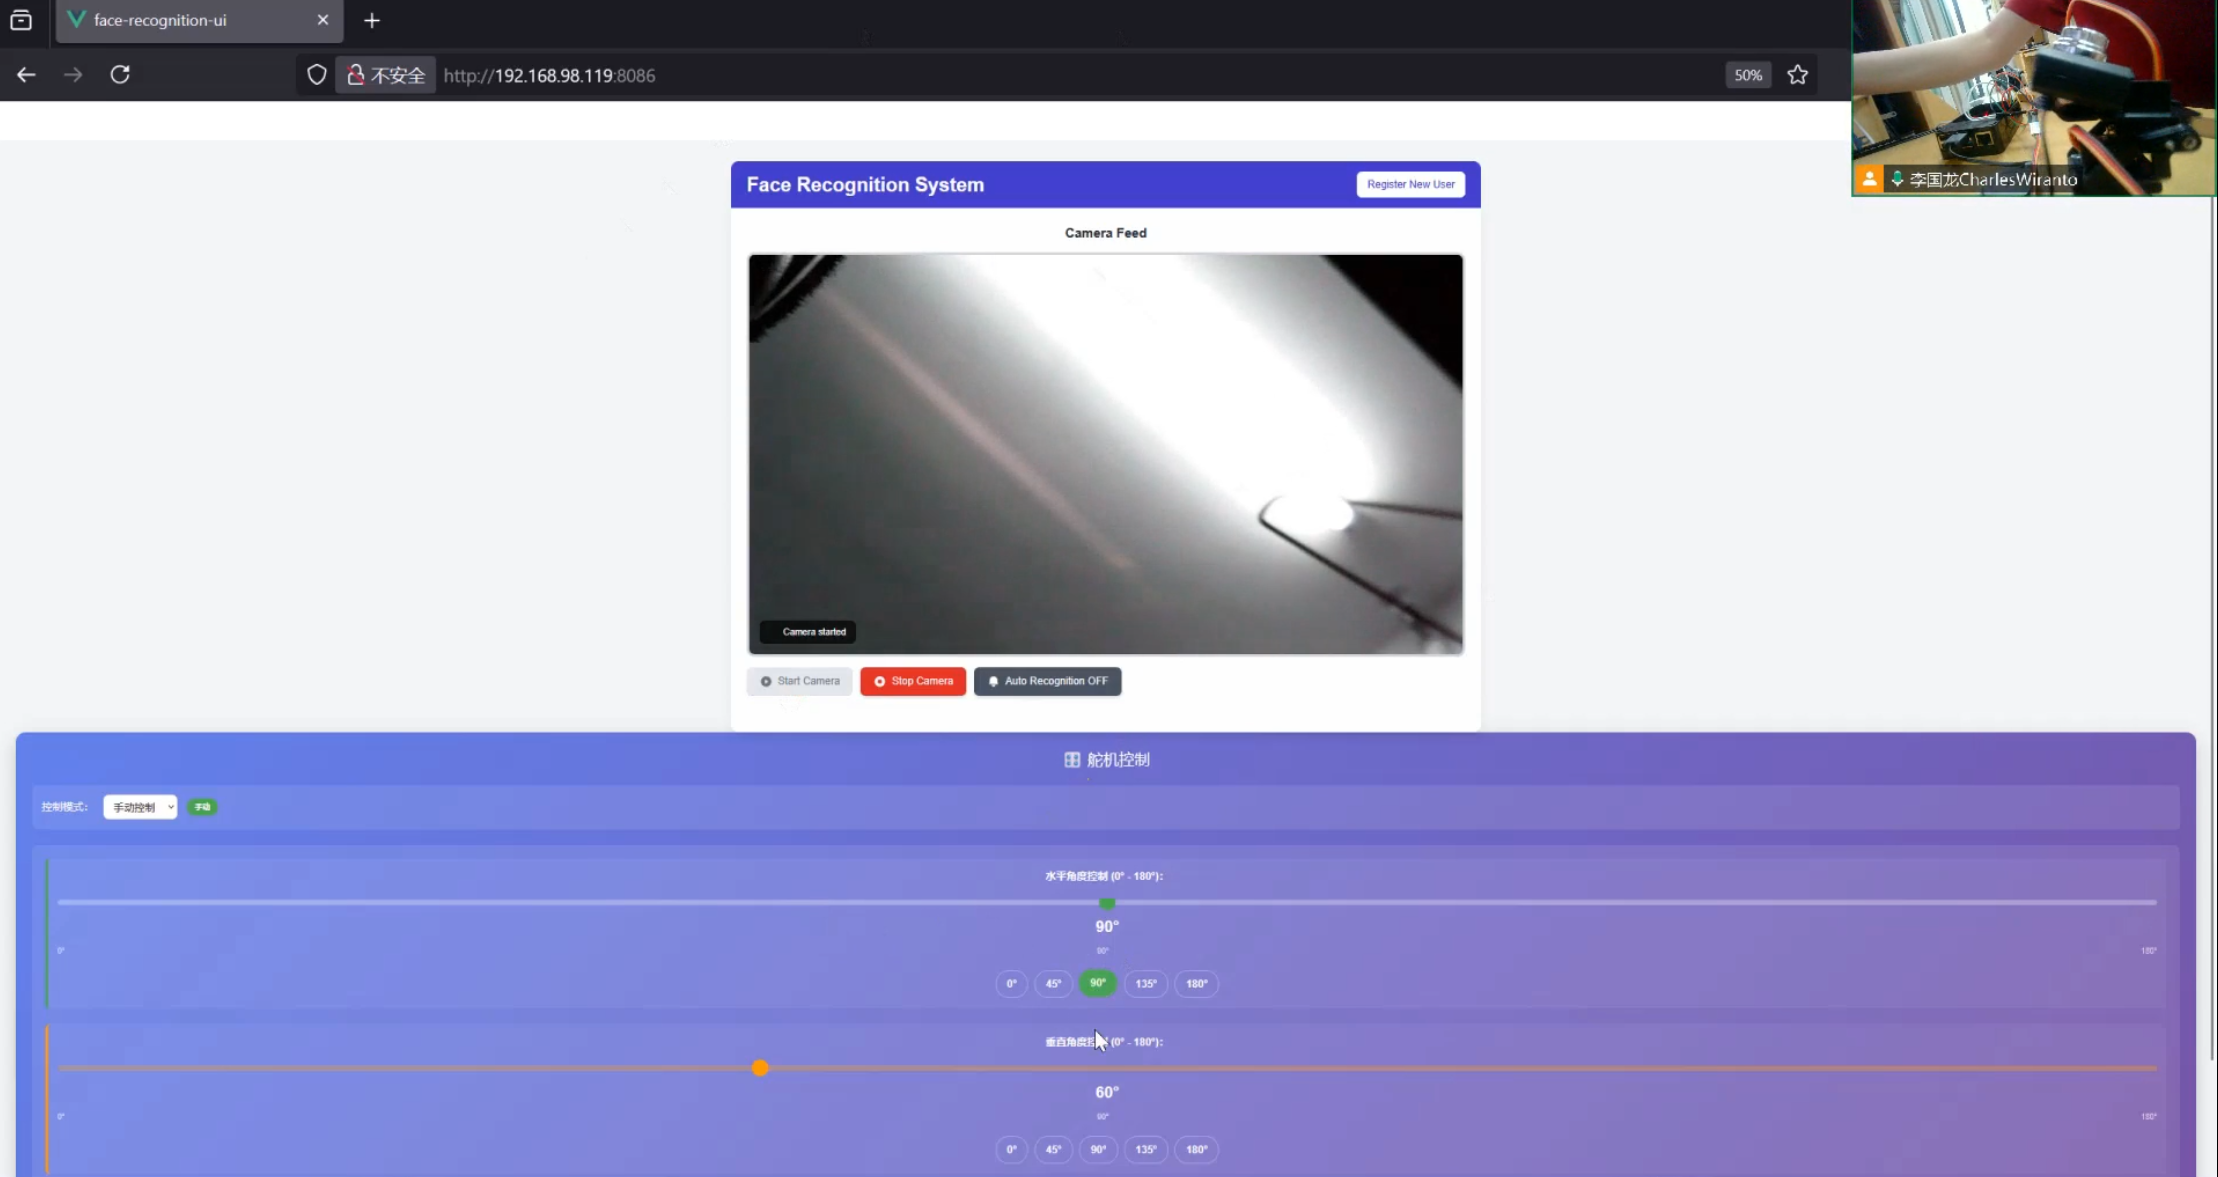 face-recognition-ui
不安全 http://192.168.98.119:8086
50%
李国龙CharlesWiranto
Face Recognition System
Register New User
Camera Feed
Camera started
Start Camera
Stop Camera
Auto Recognition OFF
舵机控制
控制模式:
手动控制
手动
水平角度控制 (0° - 180°):
90°
0°
90°
180°
0°
45°
90°
135°
180°
垂直角度控 (0° - 180°):
60°
0°
180°
0°
45°
90°
135°
180°